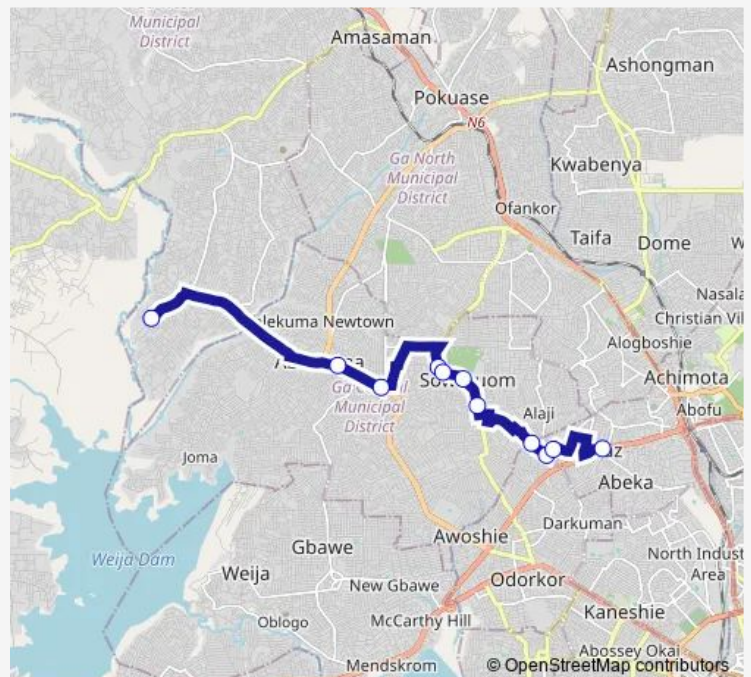 Municipal
District
Amasaman
Ashongman
Pokuase
N6
Ga North
Municipal
District
Kwabenya
Ofankor
Taifa
Dome
Nasala
Christian Vil
lekuma Newtown
Alogboshie
Achimota
Municipal
District
Alaji
Abofu
Joma
Abeka
Darkuman
Awoshie
North Indust
Area
Weija Dam
Gbawe
Weija
New Gbawe
Odorkor
Kaneshie
Oblogo
McCarthy Hill
Abossey Okai
Mendskrom
© OpenStreetMap contributors